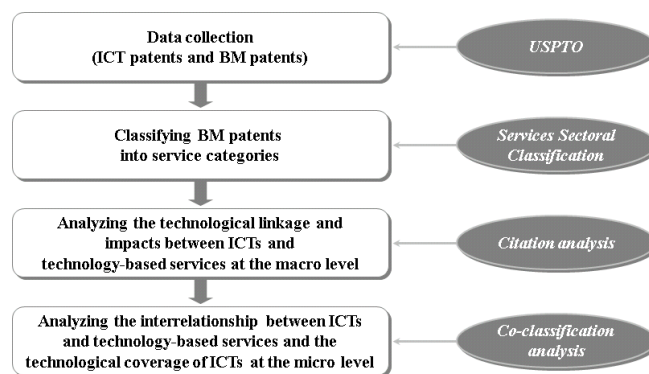 Data collection
(ICT patents and BM patents)
USPTO
Classifying BM patents
into service categories
Services Sectoral
Classification
Analyzing the technological linkage and
impacts between ICTs and
technology-based services at the macro level
Citation analysis
Analyzing the interrelationship between ICTs
and technology-based services and the
technological coverage of ICTs at the micro level
Co-classification
analysis